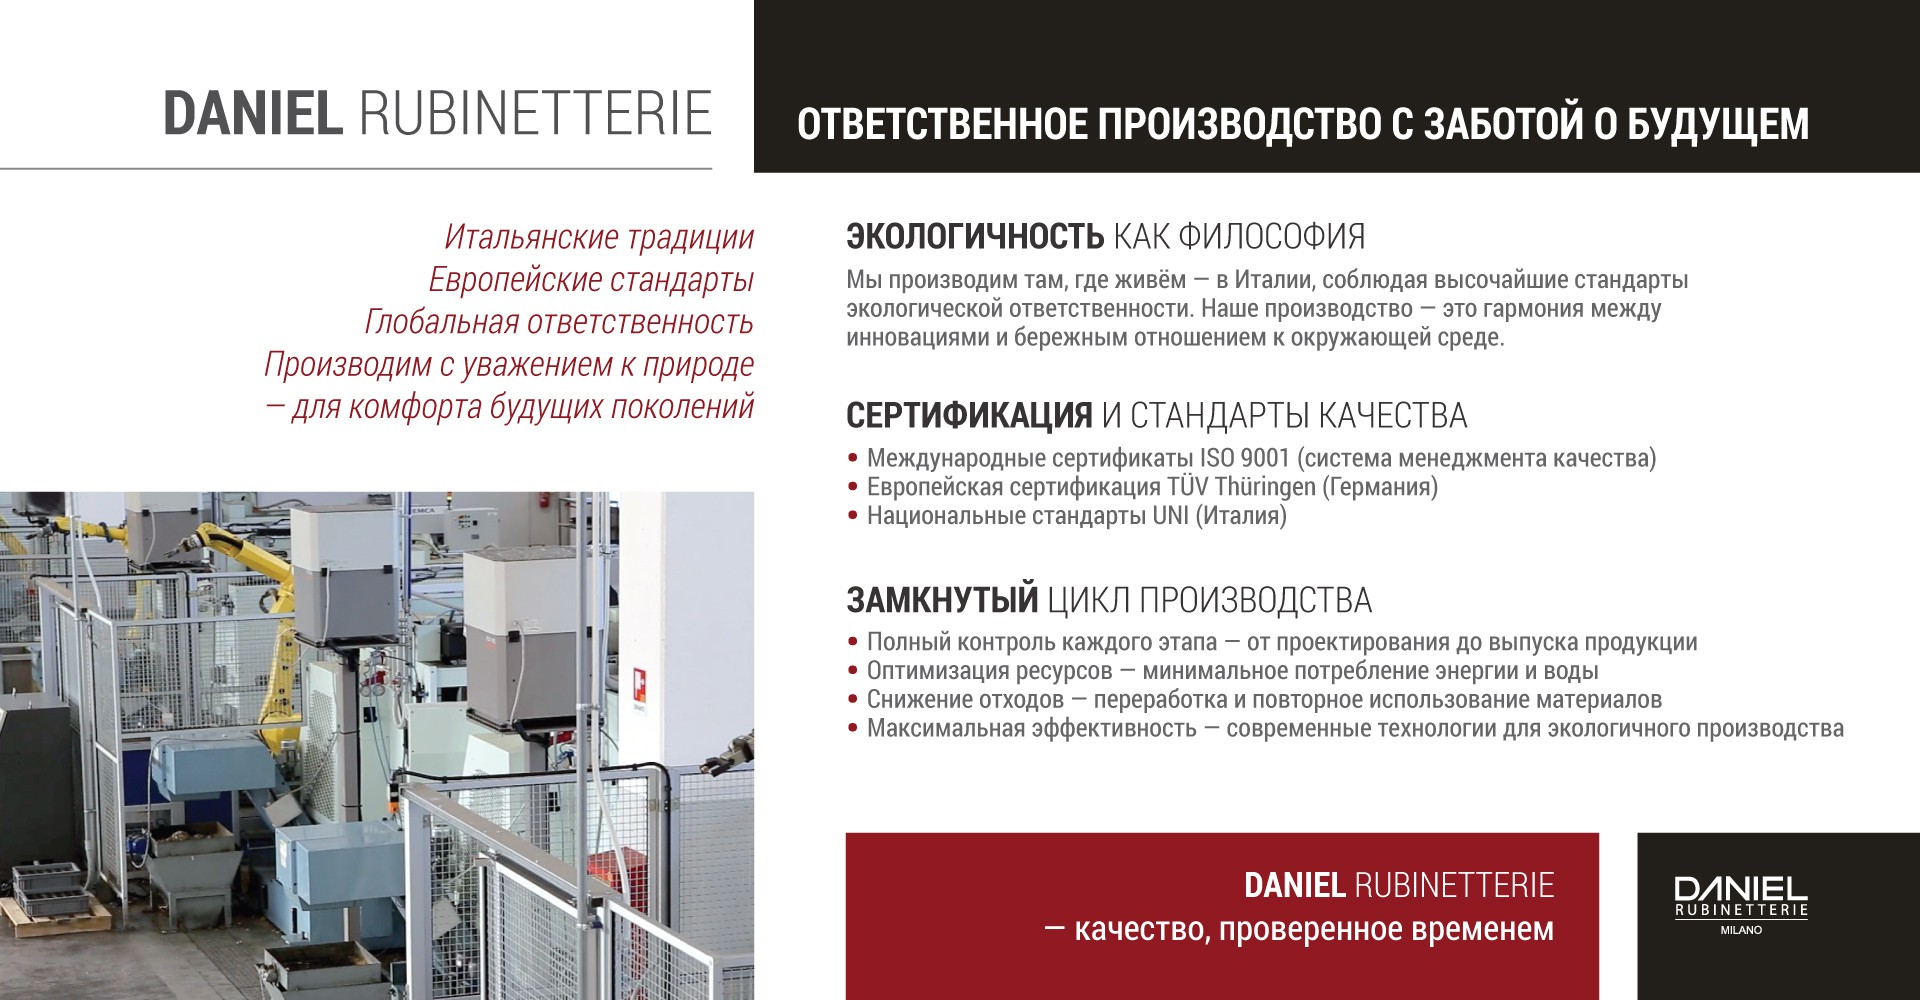 DANIEL RUBINETTERIE
ОТВЕТСТВЕННОЕ ПРОИЗВОДСТВО С ЗАБОТОЙ О БУДУЩЕМ
Итальянские традиции
Европейские стандарты
Глобальная ответственность
Производим с уважением к природе
— для комфорта будущих поколений
ЭКОЛОГИЧНОСТЬ КАК ФИЛОСОФИЯ
Мы производим там, где живём — в Италии, соблюдая высочайшие стандарты
экологической ответственности. Наше производство — это гармония между
инновациями и бережным отношением к окружающей среде.
СЕРТИФИКАЦИЯ И СТАНДАРТЫ КАЧЕСТВА
• Международные сертификаты ISO 9001 (система менеджмента качества)
• Европейская сертификация TÜV Thüringen (Германия)
• Национальные стандарты UNI (Италия)
ЗАМКНУТЫЙ ЦИКЛ ПРОИЗВОДСТВА
• Полный контроль каждого этапа — от проектирования до выпуска продукции
• Оптимизация ресурсов — минимальное потребление энергии и воды
• Снижение отходов — переработка и повторное использование материалов
• Максимальная эффективность — современные технологии для экологичного производства
DANIEL RUBINETTERIE
— качество, проверенное временем
DANIEL
RUBINETTERIE
MILANO